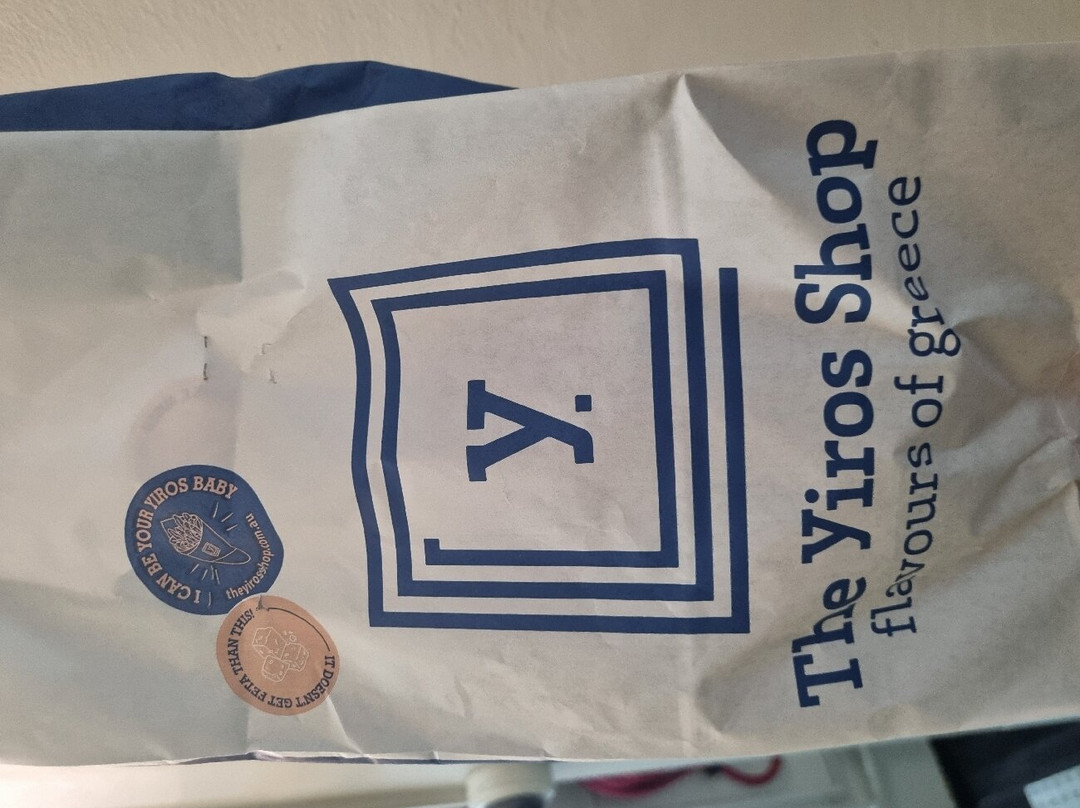 I CAN BE YOUR YIROS BABY
theyirosshop.com.au
IT DOESN'T GET FETA THAN THIS!
y.
The Yiros Shop
flavours of greece